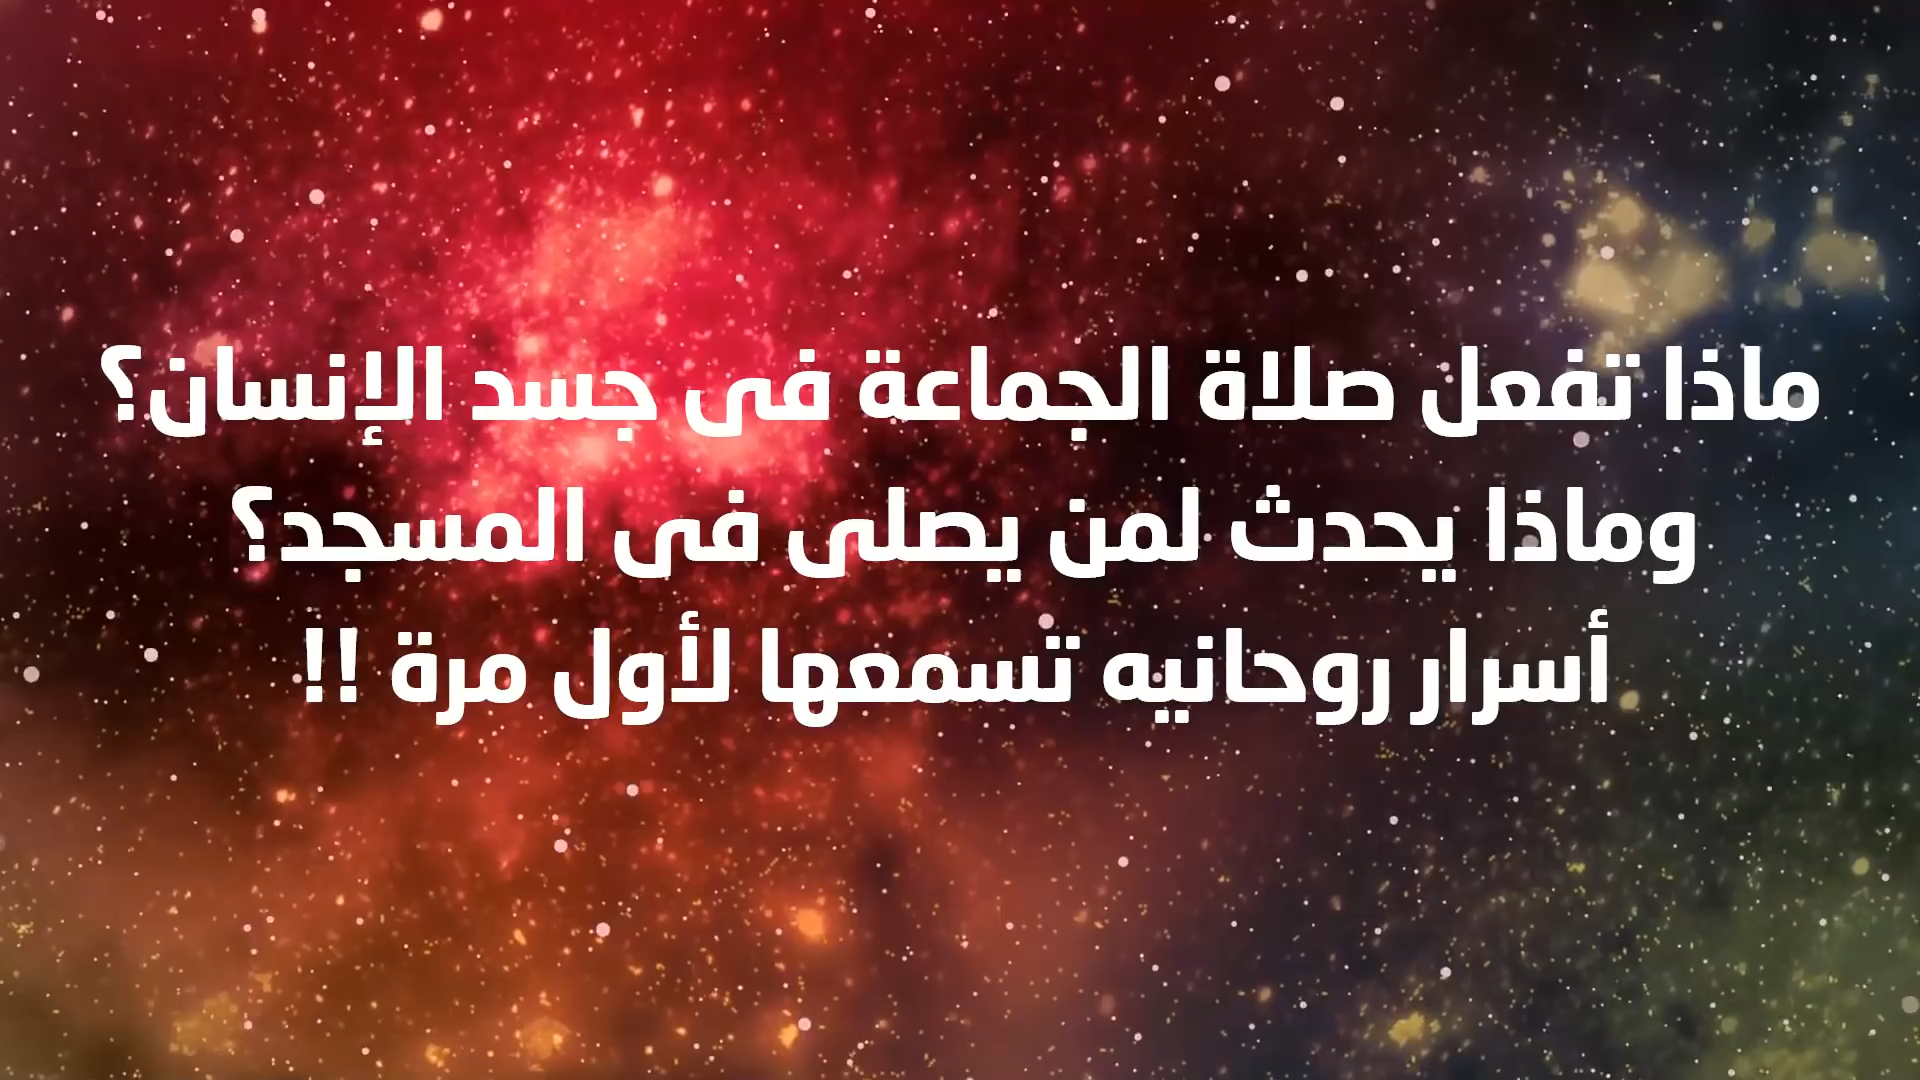 ماذا تفعل صلاة الجماعة فى جسد الإنسان؟
وماذا يحدث لمن يصلى فى المسجد؟
أسرار روحانيه تسمعها لأول مرة !!